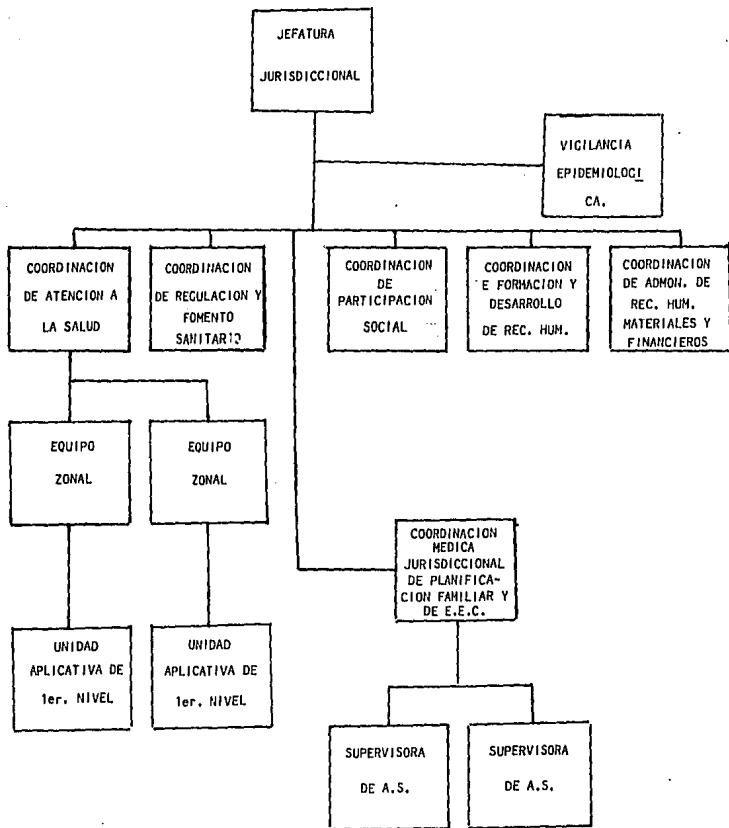 JEFATURA
JURISDICCIONAL
VIGILANCIA
EPIDEMIOLOGI
CA.
COORDINACION
DE ATENCION A
LA SALUD
COORDINACION
DE REGULACION Y
FOMENTO
SANITARIO
COORDINACION
DE
PARTICIPACION
SOCIAL
COORDINACION
E FORMACION Y
DESARROLLO
DE REC. HUM.
COORDINACION
DE ADMON. DE
REC. HUM.
MATERIALES Y
FINANCIEROS
EQUIPO
ZONAL
EQUIPO
ZONAL
COORDINACION
MEDICA
JURISDICCIONAL
DE PLANIFICA-
CION FAMILIAR Y
DE E.E.C.
UNIDAD
APLICATIVA DE
1er. NIVEL
UNIDAD
APLICATIVA DE
1er. NIVEL
SUPERVISORA
DE A.S.
SUPERVISORA
DE A.S.